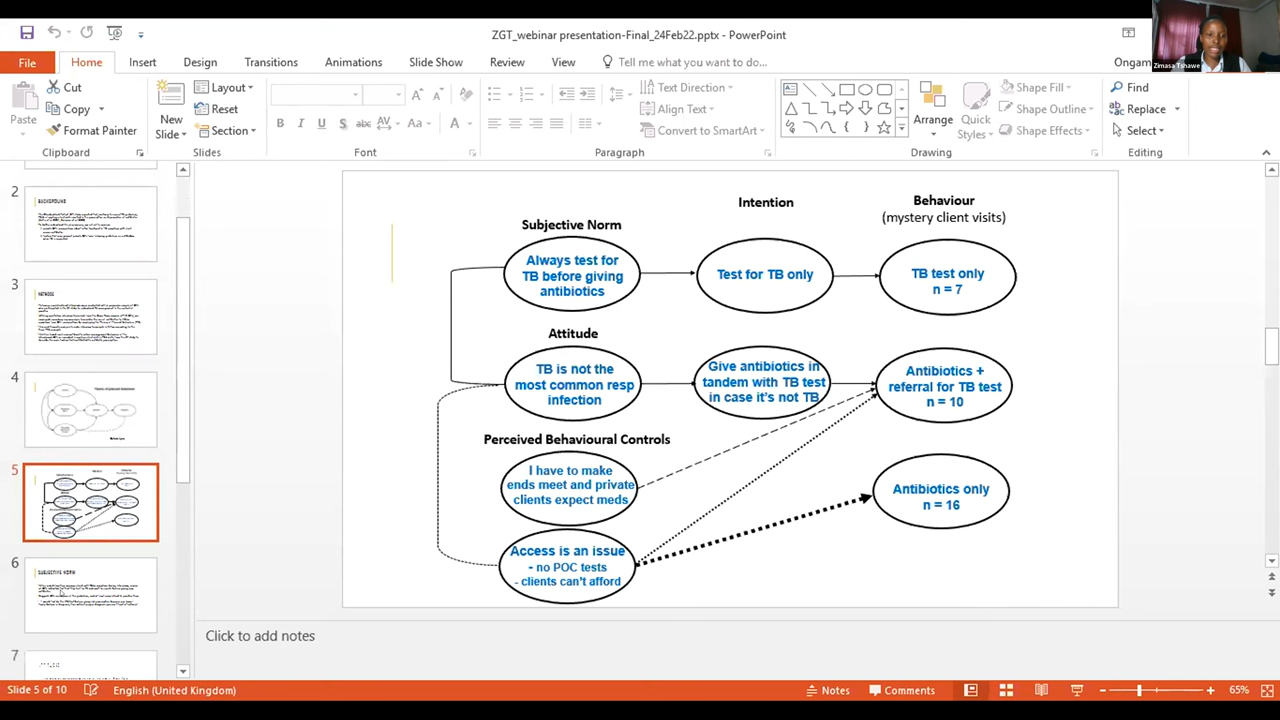 ZGT_webinar presentation-Final_24Feb22.pptx - PowerPoint
Zimasa Tshawe
File
Home
Insert
Design
Transitions
Animations
Slide Show
Review
View
Tell me what you want to do...
Paste
Cut
Copy
Format Painter
Clipboard
New
Slide
Layout
Reset
Section
Slides
B I U S abc AV Aa A
Font
Text Direction
Align Text
Convert to SmartArt
Paragraph
Arrange
Quick
Styles
Shape Fill
Shape Outline
Shape Effects
Drawing
Find
Replace
Select
Editing
2
BACKGROUND
3
METHODS
4
5
6
SUBJECTIVE NORM
7
Subjective Norm
Intention
Behaviour
(mystery client visits)
Always test for
TB before giving
antibiotics
Test for TB only
TB test only
n = 7
Attitude
TB is not the
most common resp
infection
Give antibiotics in
tandem with TB test
in case it's not TB
Antibiotics +
referral for TB test
n = 10
Perceived Behavioural Controls
I have to make
ends meet and private
clients expect meds
Antibiotics only
n = 16
Access is an issue
- no POC tests
- clients can't afford
Click to add notes
Slide 5 of 10
English (United Kingdom)
Notes
Comments
65%